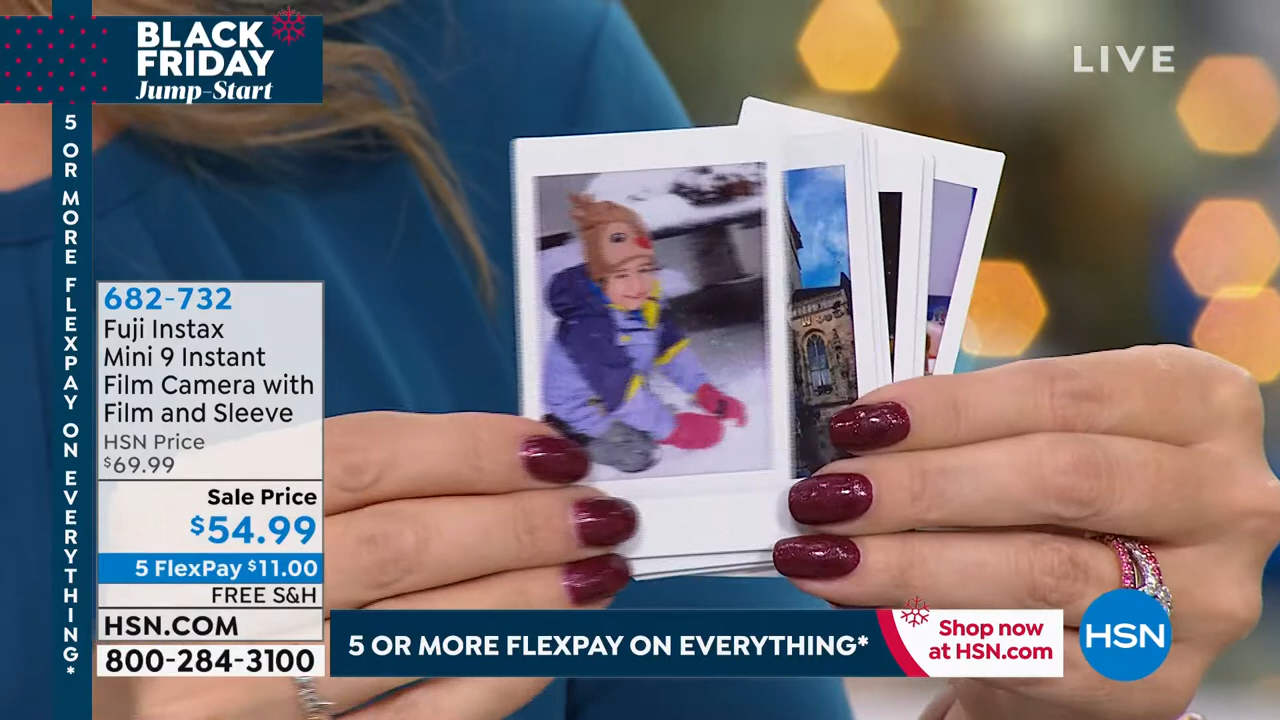 BLACK
FRIDAY
Jump-Start
LIVE
5 OR MORE FLEXPAY ON EVERYTHING*
682-732
Fuji Instax
Mini 9 Instant
Film Camera with
Film and Sleeve
HSN Price
$69.99
Sale Price
$54.99
5 FlexPay $11.00
FREE S&H
HSN.COM
800-284-3100
5 OR MORE FLEXPAY ON EVERYTHING*
Shop now
at HSN.com
HSN